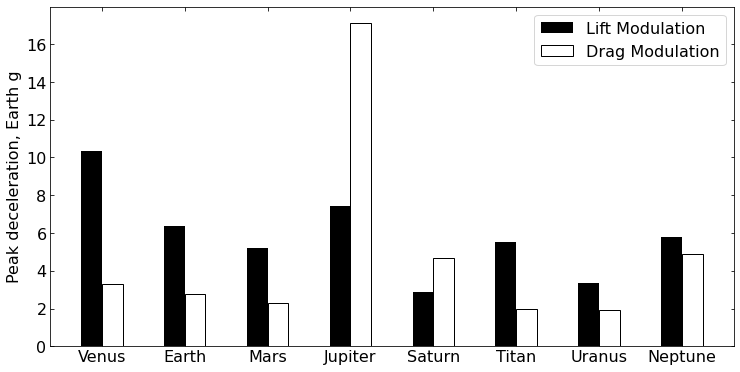 Lift Modulation
Drag Modulation
Peak deceleration, Earth g
16
14
12
10
8
6
4
2
0
Venus Earth Mars Jupiter Saturn Titan Uranus Neptune